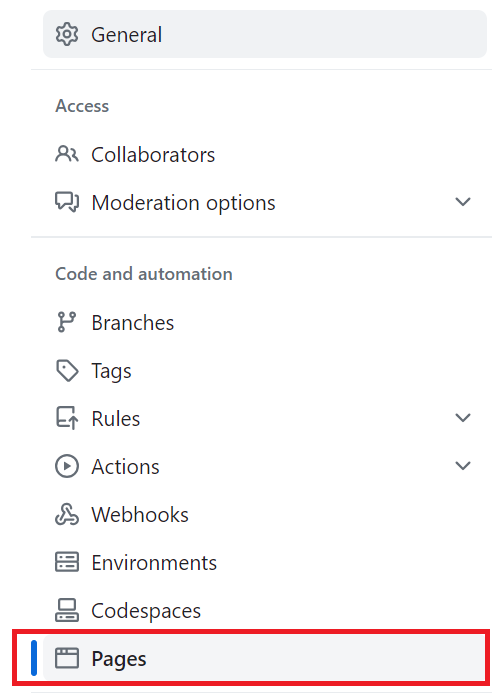 General
Access
Collaborators
Moderation options
Code and automation
Branches
Tags
Rules
Actions
Webhooks
Environments
Codespaces
Pages